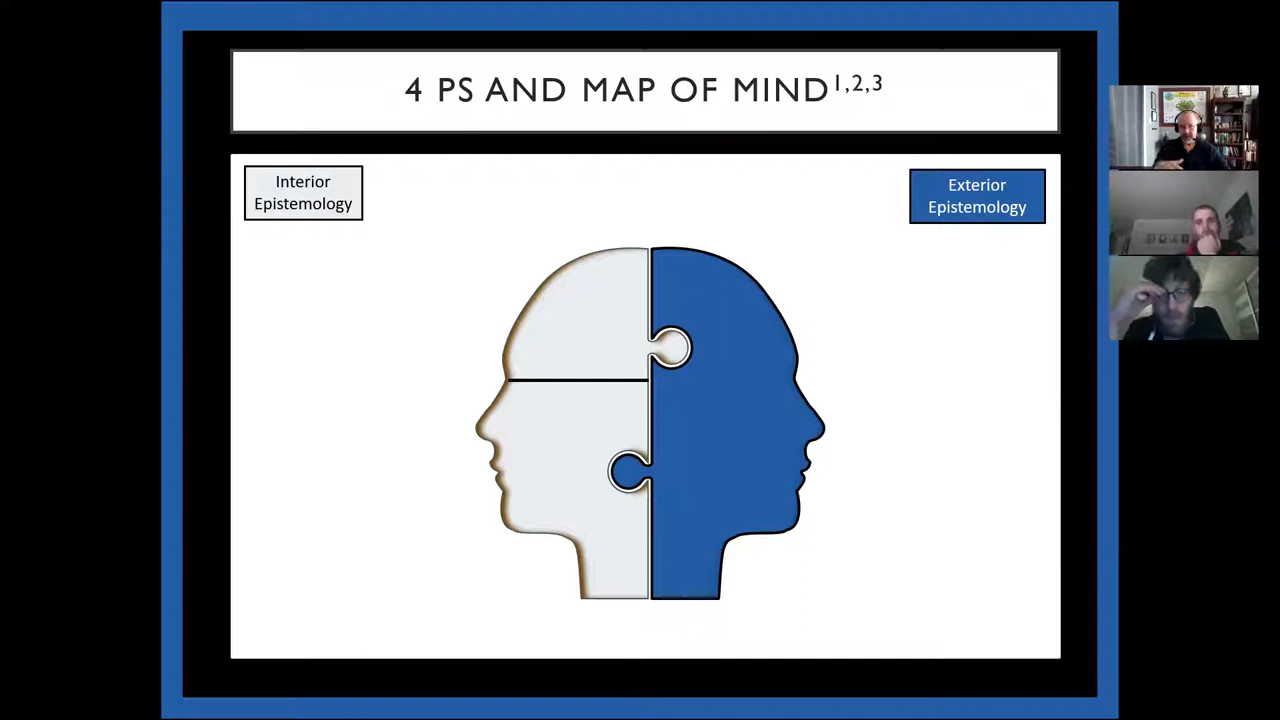 4 PS AND MAP OF MIND1,2,3
Interior
Epistemology
Exterior
Epistemology